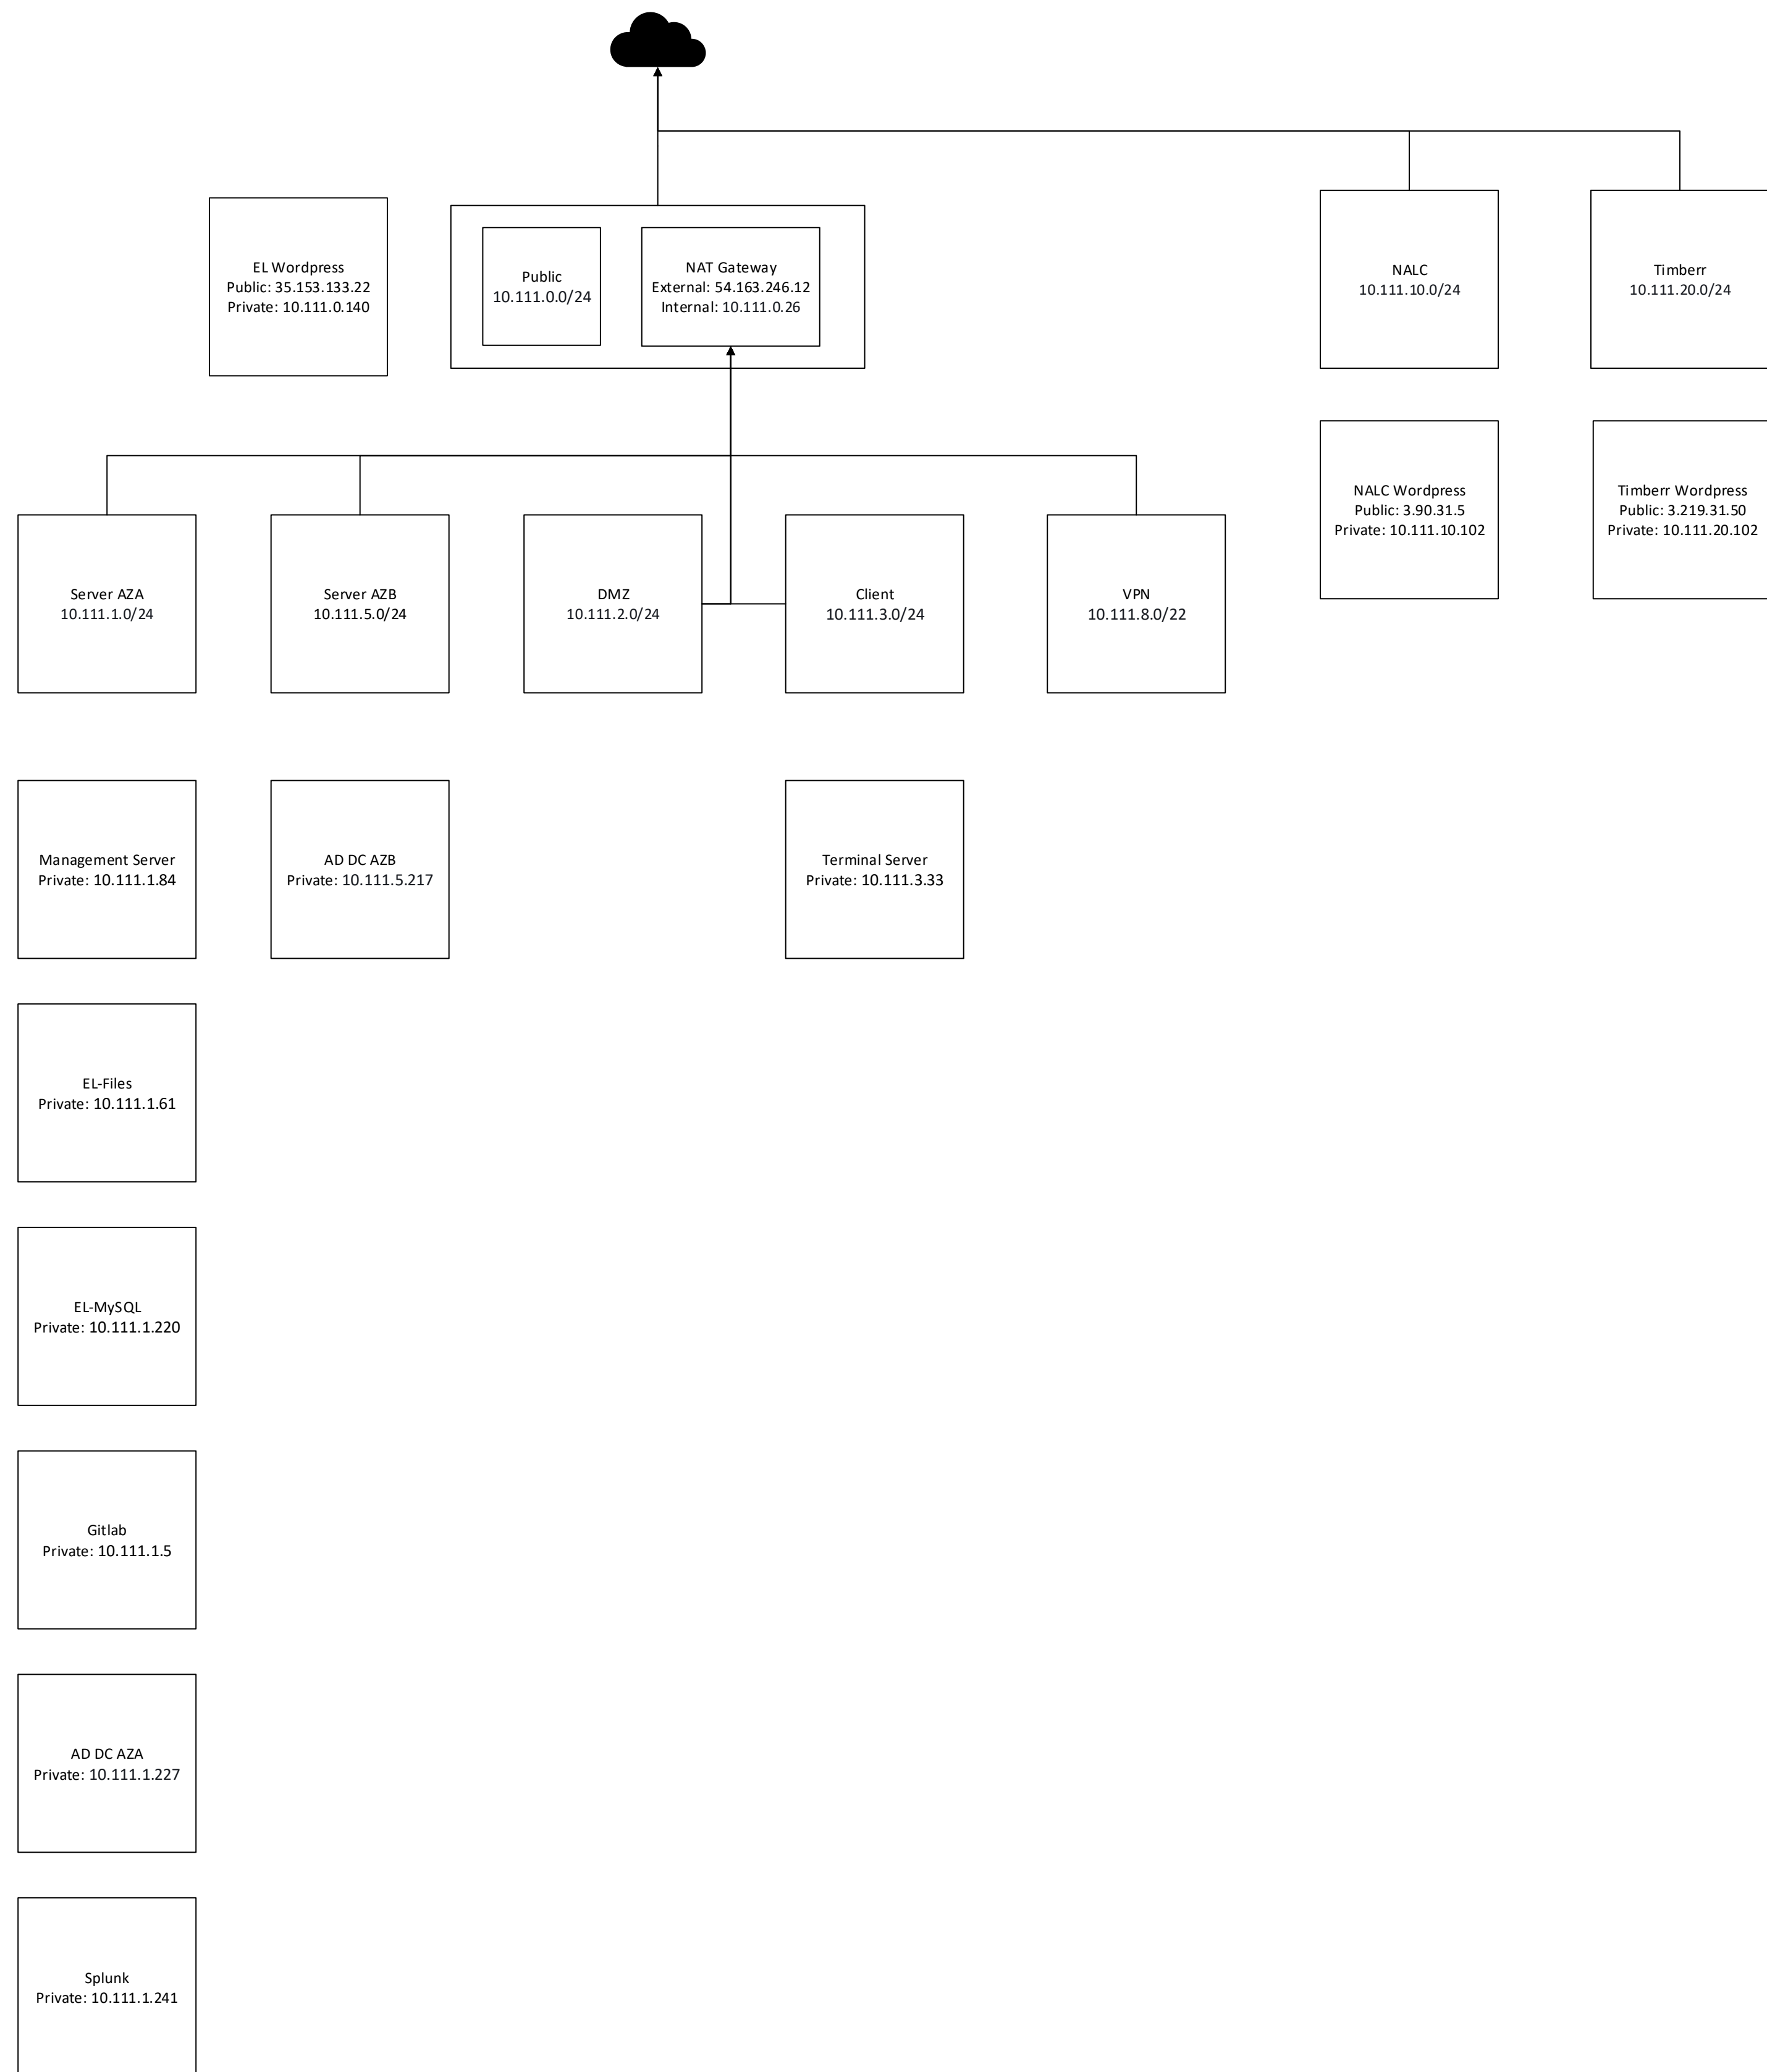 EL Wordpress
Public: 35.153.133.22
Private: 10.111.0.140
Public
10.111.0.0/24
NAT Gateway
External: 54.163.246.12
Internal: 10.111.0.26
NALC
10.111.10.0/24
Timberr
10.111.20.0/24
NALC Wordpress
Public: 3.90.31.5
Private: 10.111.10.102
Timberr Wordpress
Public: 3.219.31.50
Private: 10.111.20.102
Server AZA
10.111.1.0/24
Server AZB
10.111.5.0/24
DMZ
10.111.2.0/24
Client
10.111.3.0/24
VPN
10.111.8.0/22
Management Server
Private: 10.111.1.84
AD DC AZB
Private: 10.111.5.217
Terminal Server
Private: 10.111.3.33
EL-Files
Private: 10.111.1.61
EL-MySQL
Private: 10.111.1.220
Gitlab
Private: 10.111.1.5
AD DC AZA
Private: 10.111.1.227
Splunk
Private: 10.111.1.241